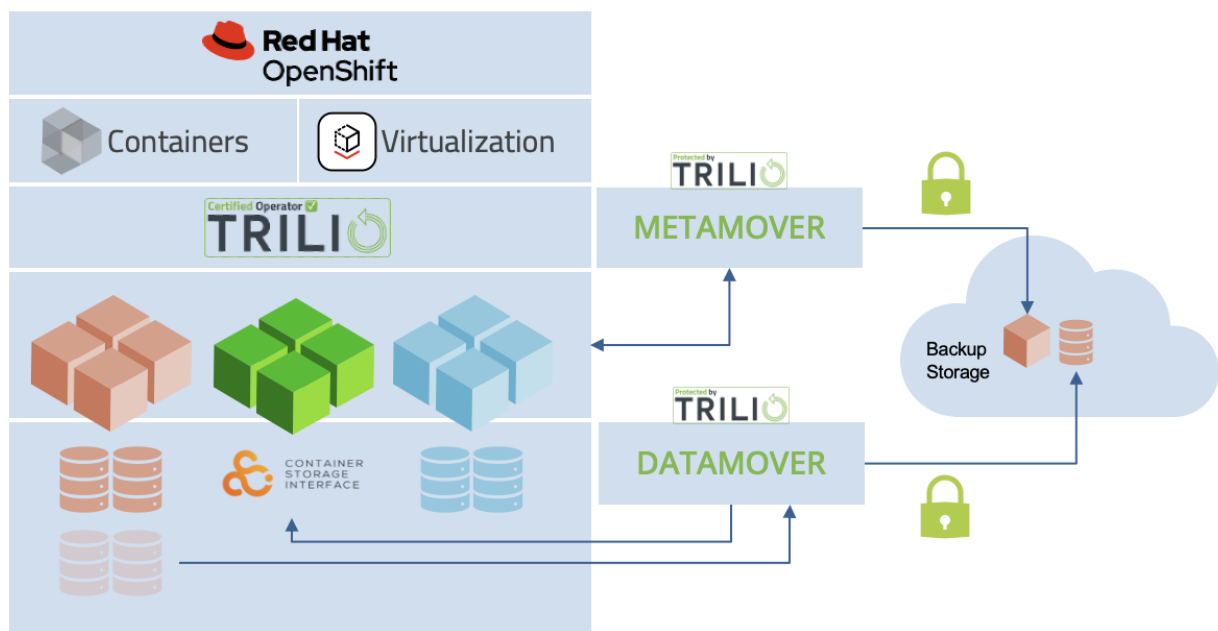 Red Hat
OpenShift
Containers
Virtualization
Certified Operator
TRILIO
Protected by
TRILIO
METAMOVER
Backup
Storage
Protected by
TRILIO
DATAMOVER
CONTAINER
STORAGE
INTERFACE